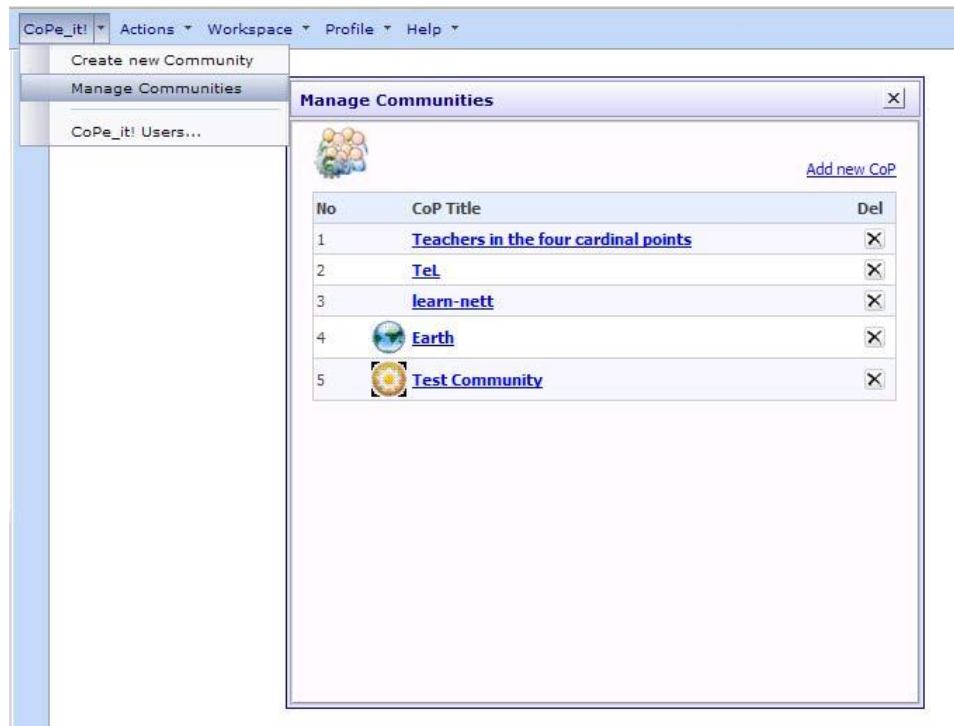 CoPe_it! Actions Workspace Profile Help
Create new Community
Manage Communities
CoPe_it! Users...
Manage Communities
Add new CoP
No CoP Title Del
1 Teachers in the four cardinal points
2 TeL
3 learn-nett
4 Earth
5 Test Community